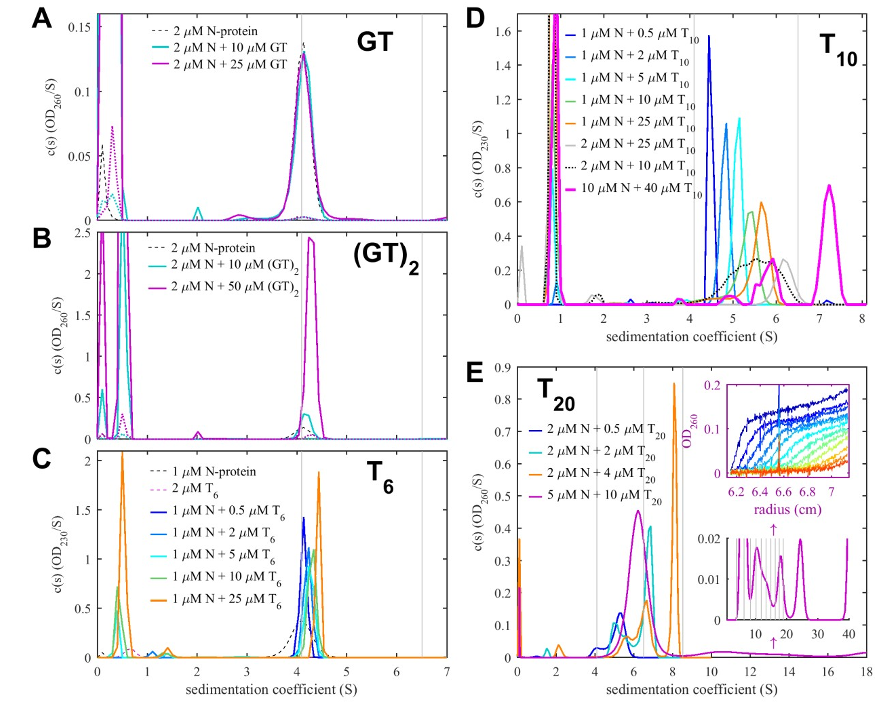 A
GT
0.15
0.1
0.05
0
c(s) (OD260/S)
2 μM N-protein
2 μM N + 10 μM GT
2 μM N + 25 μM GT
B
(GT)2
2.5
2
1.5
1
0.5
0
c(s) (OD260/S)
2 μM N-protein
2 μM N + 10 μM (GT)2
2 μM N + 50 μM (GT)2
C
T6
2
1.5
1
0.5
0
c(s) (OD230/S)
1 μM N-protein
2 μM T6
1 μM N + 0.5 μM T6
1 μM N + 2 μM T6
1 μM N + 5 μM T6
1 μM N + 10 μM T6
1 μM N + 25 μM T6
0 1 2 3 4 5 6 7
sedimentation coefficient (S)
D
T10
1.6
1.4
1.2
1
0.8
0.6
0.4
0.2
0
c(s) (OD230/S)
1 μM N + 0.5 μM T10
1 μM N + 2 μM T10
1 μM N + 5 μM T10
1 μM N + 10 μM T10
1 μM N + 25 μM T10
2 μM N + 25 μM T10
2 μM N + 10 μM T10
10 μM N + 40 μM T10
0 1 2 3 4 5 6 7 8
sedimentation coefficient (S)
E
T20
0.9
0.8
0.7
0.6
0.5
0.4
0.3
0.2
0.1
0
c(s) (OD260/S)
2 μM N + 0.5 μM T20
2 μM N + 2 μM T20
2 μM N + 4 μM T20
5 μM N + 10 μM T20
0 2 4 6 8 10 12 14 16 18
sedimentation coefficient (S)
0.2
0.1
0
OD260
6.2 6.4 6.6 6.8 7
radius (cm)
↑
0.02
0.01
0
10 20 30 40
↑